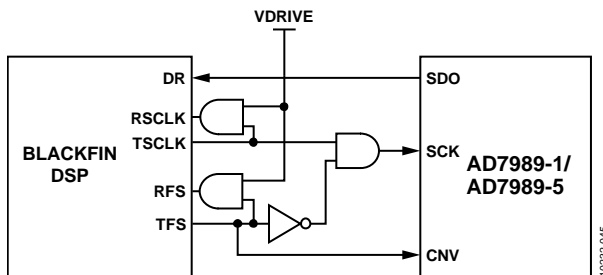 VDRIVE
DR
SDO
RSCLK
TSCLK
BLACKFIN
DSP
SCK
AD7989-1/
AD7989-5
RFS
TFS
CNV